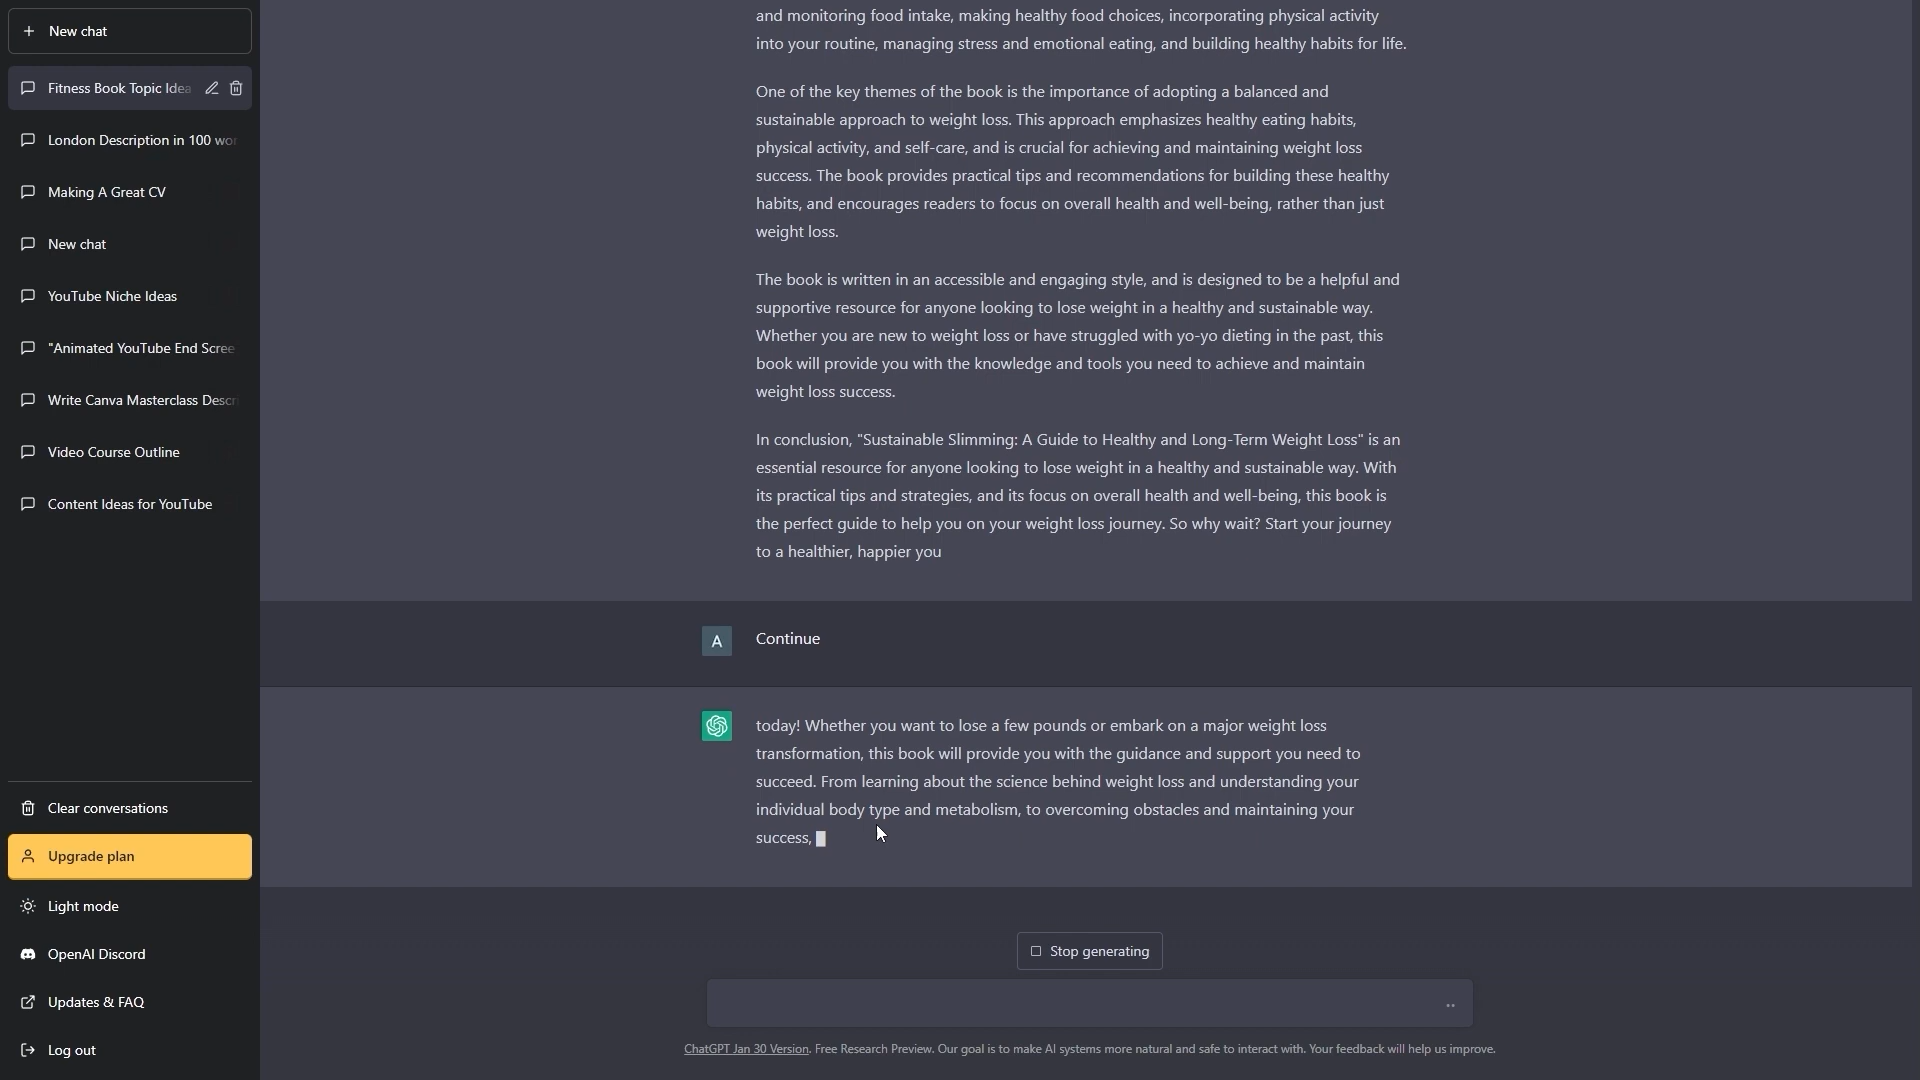 New chat
Fitness Book Topic Idea
London Description in 100 wor
Making A Great CV
New chat
YouTube Niche Ideas
"Animated YouTube End Scree
Write Canva Masterclass Descr
Video Course Outline
Content Ideas for YouTube
Clear conversations
Upgrade plan
Light mode
OpenAI Discord
Updates & FAQ
Log out
and monitoring food intake, making healthy food choices, incorporating physical activity
into your routine, managing stress and emotional eating, and building healthy habits for life.
One of the key themes of the book is the importance of adopting a balanced and
sustainable approach to weight loss. This approach emphasizes healthy eating habits,
physical activity, and self-care, and is crucial for achieving and maintaining weight loss
success. The book provides practical tips and recommendations for building these healthy
habits, and encourages readers to focus on overall health and well-being, rather than just
weight loss.
The book is written in an accessible and engaging style, and is designed to be a helpful and
supportive resource for anyone looking to lose weight in a healthy and sustainable way.
Whether you are new to weight loss or have struggled with yo-yo dieting in the past, this
book will provide you with the knowledge and tools you need to achieve and maintain
weight loss success.
In conclusion, "Sustainable Slimming: A Guide to Healthy and Long-Term Weight Loss" is an
essential resource for anyone looking to lose weight in a healthy and sustainable way. With
its practical tips and strategies, and its focus on overall health and well-being, this book is
the perfect guide to help you on your weight loss journey. So why wait? Start your journey
to a healthier, happier you
A
Continue
today! Whether you want to lose a few pounds or embark on a major weight loss
transformation, this book will provide you with the guidance and support you need to
succeed. From learning about the science behind weight loss and understanding your
individual body type and metabolism, to overcoming obstacles and maintaining your
success,
Stop generating
ChatGPT Jan 30 Version. Free Research Preview. Our goal is to make AI systems more natural and safe to interact with. Your feedback will help us improve.